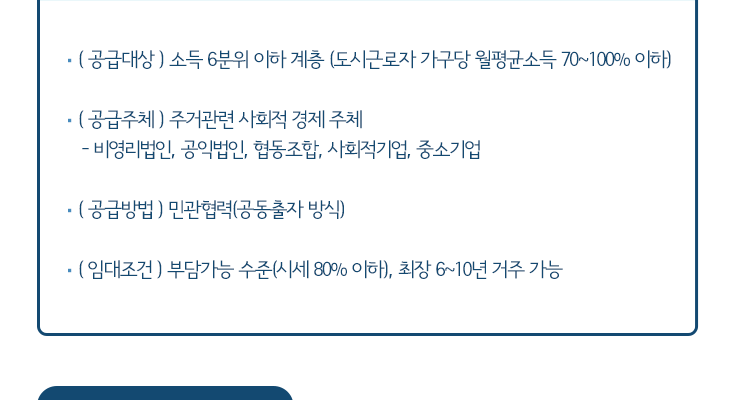 · ( 공급대상 ) 소득 6분위 이하 계층 (도시근로자 가구당 월평균소득 70~100% 이하)
· ( 공급주체 ) 주거관련 사회적 경제 주체
- 비영리법인, 공익법인, 협동조합, 사회적기업, 중소기업
· ( 공급방법 ) 민관협력(공동출자 방식)
· ( 임대조건 ) 부담가능 수준(시세 80% 이하), 최장 6~10년 거주 가능